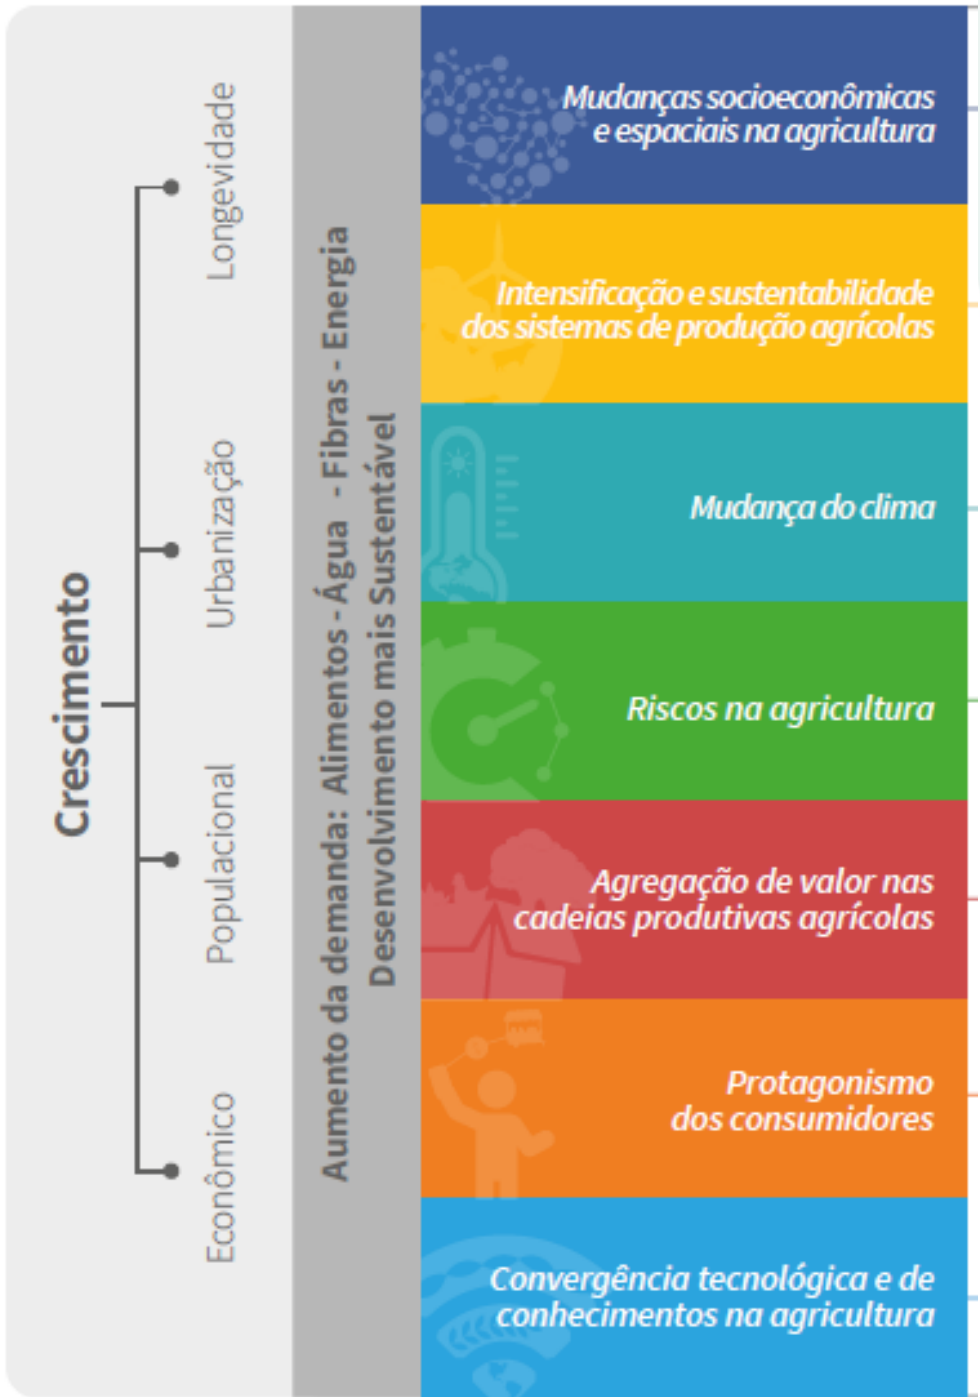 Crescimento
Econômico
Populacional
Urbanização
Longevidade
Aumento da demanda: Alimentos - Água - Fibras - Energia
Desenvolvimento mais Sustentável
Mudanças socioeconômicas
e espaciais na agricultura
Intensificação e sustentabilidade
dos sistemas de produção agrícolas
Mudança do clima
Riscos na agricultura
Agregação de valor nas
cadeias produtivas agrícolas
Protagonismo
dos consumidores
Convergência tecnológica e de
conhecimentos na agricultura